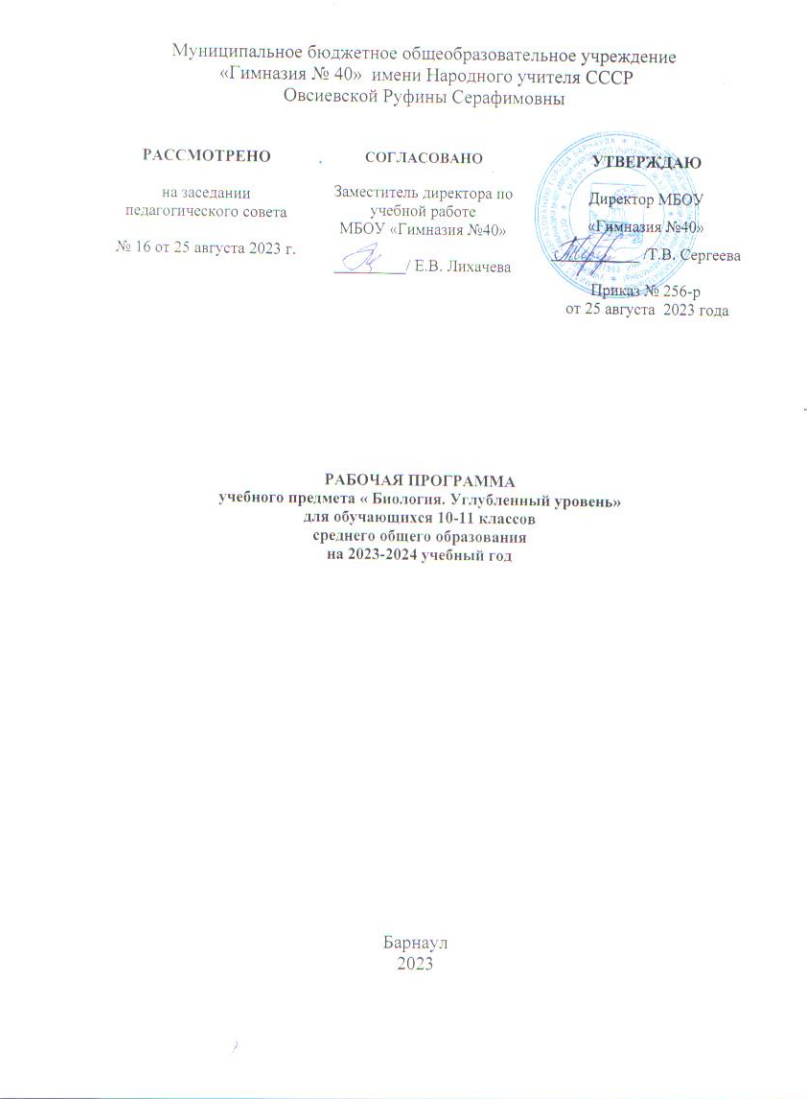 Муниципальное бюджетное общеобразовательное учреждение
«Гимназия № 40» имени Народного учителя СССР
Овсиевской Руфины Серафимовны
РАССМОТРЕНО
на заседании
педагогического совета
№ 16 от 25 августа 2023 г.
СОГЛАСОВАНО
Заместитель директора по
учебной работе
МБОУ «Гимназия №40»
/ Е.В. Лихачева
УТВЕРЖДАЮ
Директор МБОУ
«Гимназия №40»
/Т.В. Сергеева
Приказ № 256-р
от 25 августа 2023 года
РАБОЧАЯ ПРОГРАММА
учебного предмета « Биология. Углубленный уровень»
для обучающихся 10-11 классов
среднего общего образования
на 2023-2024 учебный год
Барнаул
2023